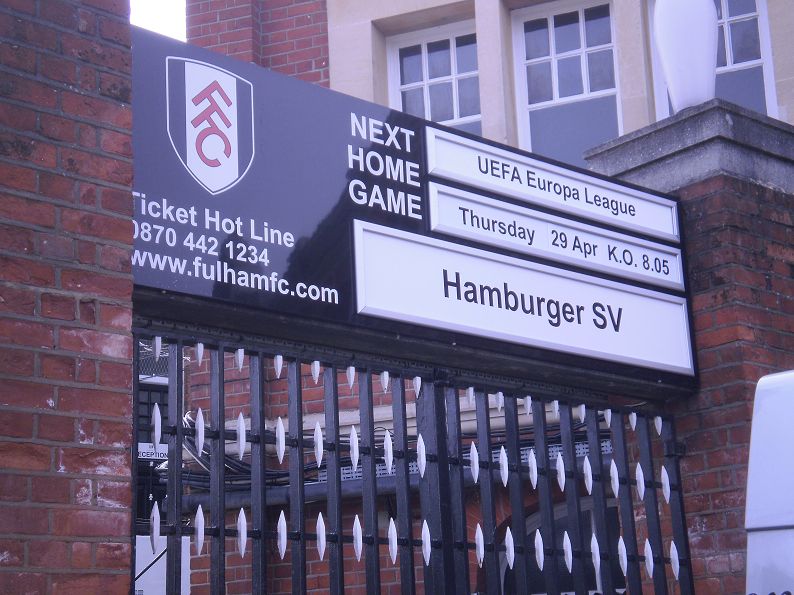 FFC
NEXT
HOME
GAME
UEFA Europa League
Thursday 29 Apr K.O. 8.05
Hamburger SV
Ticket Hot Line
0870 442 1234
www.fulhamfc.com
RECEPTION